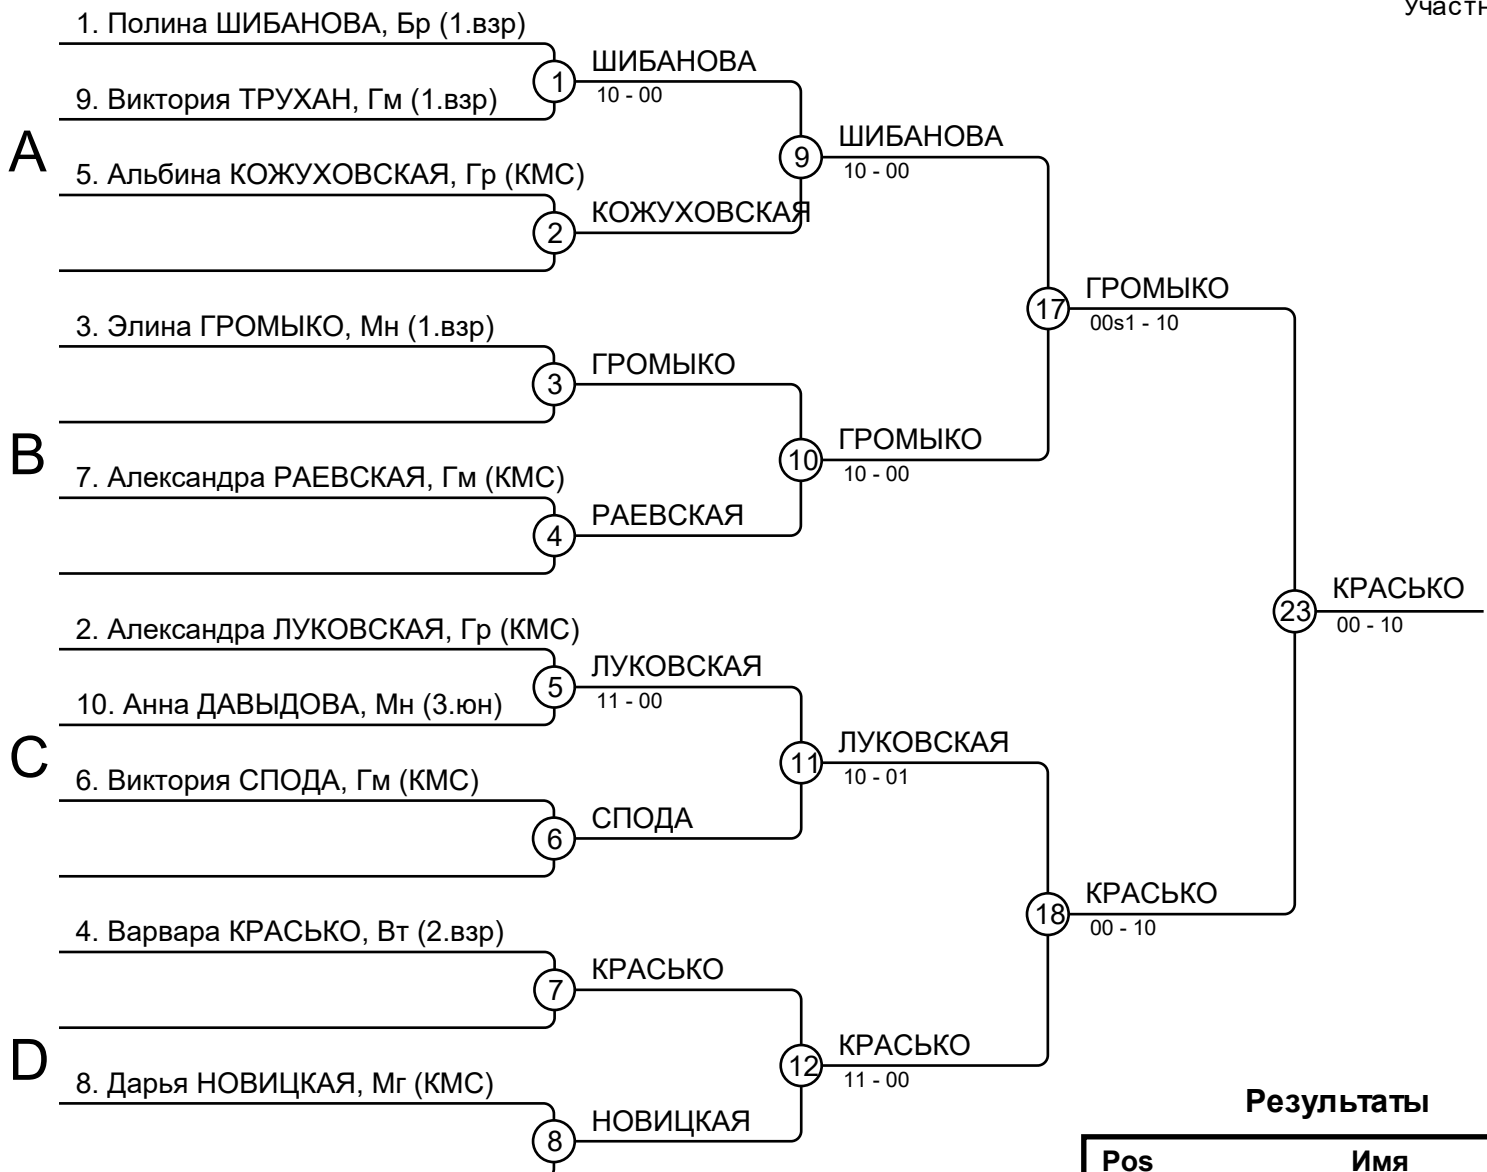 Участн
1. Полина ШИБАНОВА, Бр (1.взр)
1
ШИБАНОВА
10 - 00
9. Виктория ТРУХАН, Гм (1.взр)
A
9
ШИБАНОВА
10 - 00
5. Альбина КОЖУХОВСКАЯ, Гр (КМС)
2
КОЖУХОВСКАЯ
17
ГРОМЫКО
00s1 - 10
3. Элина ГРОМЫКО, Мн (1.взр)
3
ГРОМЫКО
B
10
ГРОМЫКО
10 - 00
7. Александра РАЕВСКАЯ, Гм (КМС)
4
РАЕВСКАЯ
23
КРАСЬКО
00 - 10
2. Александра ЛУКОВСКАЯ, Гр (КМС)
5
ЛУКОВСКАЯ
11 - 00
10. Анна ДАВЫДОВА, Мн (3.юн)
C
11
ЛУКОВСКАЯ
10 - 01
6. Виктория СПОДА, Гм (КМС)
6
СПОДА
18
КРАСЬКО
00 - 10
4. Варвара КРАСЬКО, Вт (2.взр)
7
КРАСЬКО
D
12
КРАСЬКО
11 - 00
8. Дарья НОВИЦКАЯ, Мг (КМС)
8
НОВИЦКАЯ
Результаты
Pos Имя